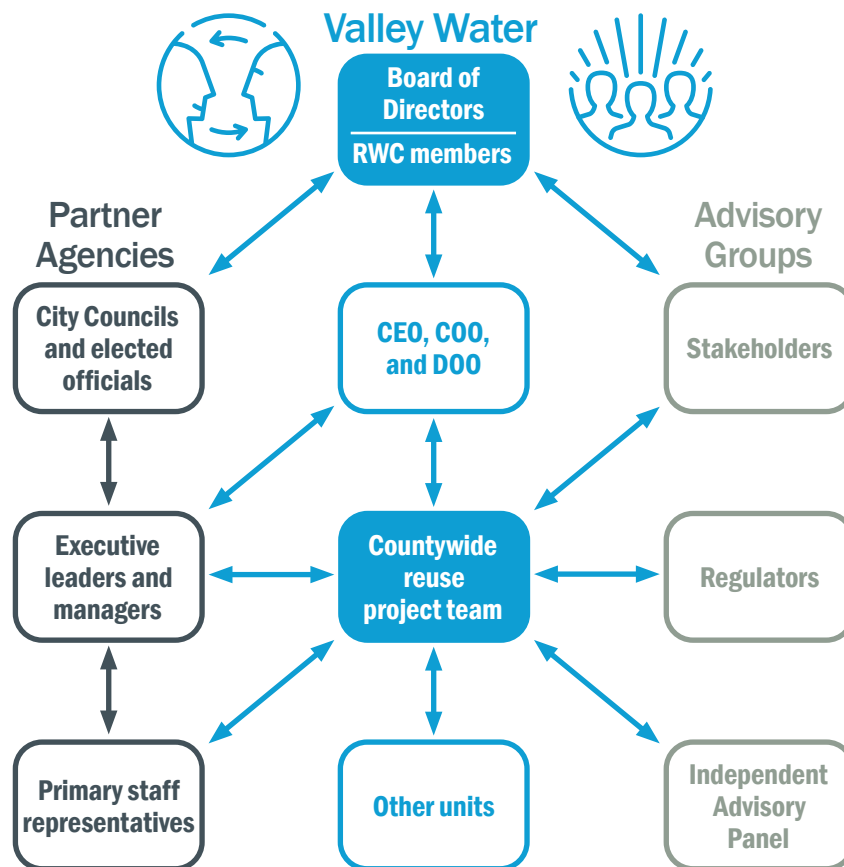 Valley Water
Board of
Directors
RWC members
Partner
Agencies
Advisory
Groups
City Councils
and elected
officials
CEO, COO,
and DOO
Stakeholders
Executive
leaders and
managers
Countywide
reuse
project team
Regulators
Primary staff
representatives
Other units
Independent
Advisory
Panel